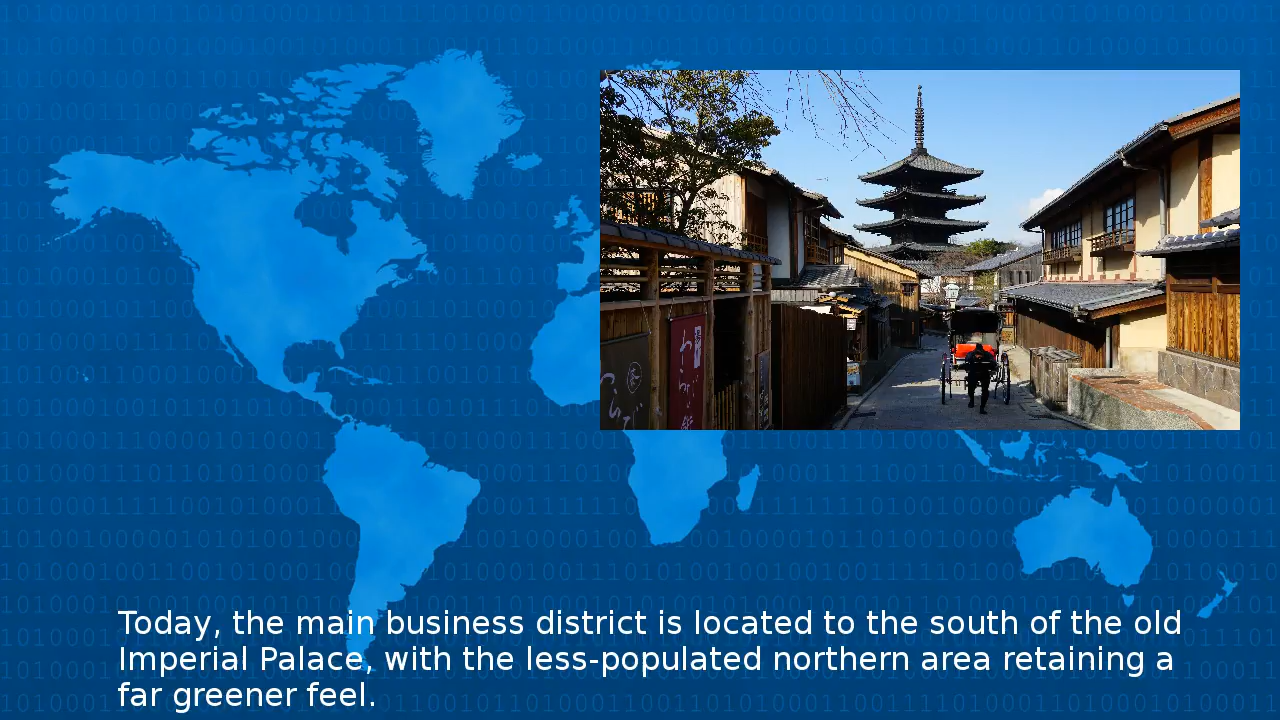 Today, the main business district is located to the south of the old
Imperial Palace, with the less-populated northern area retaining a
far greener feel.